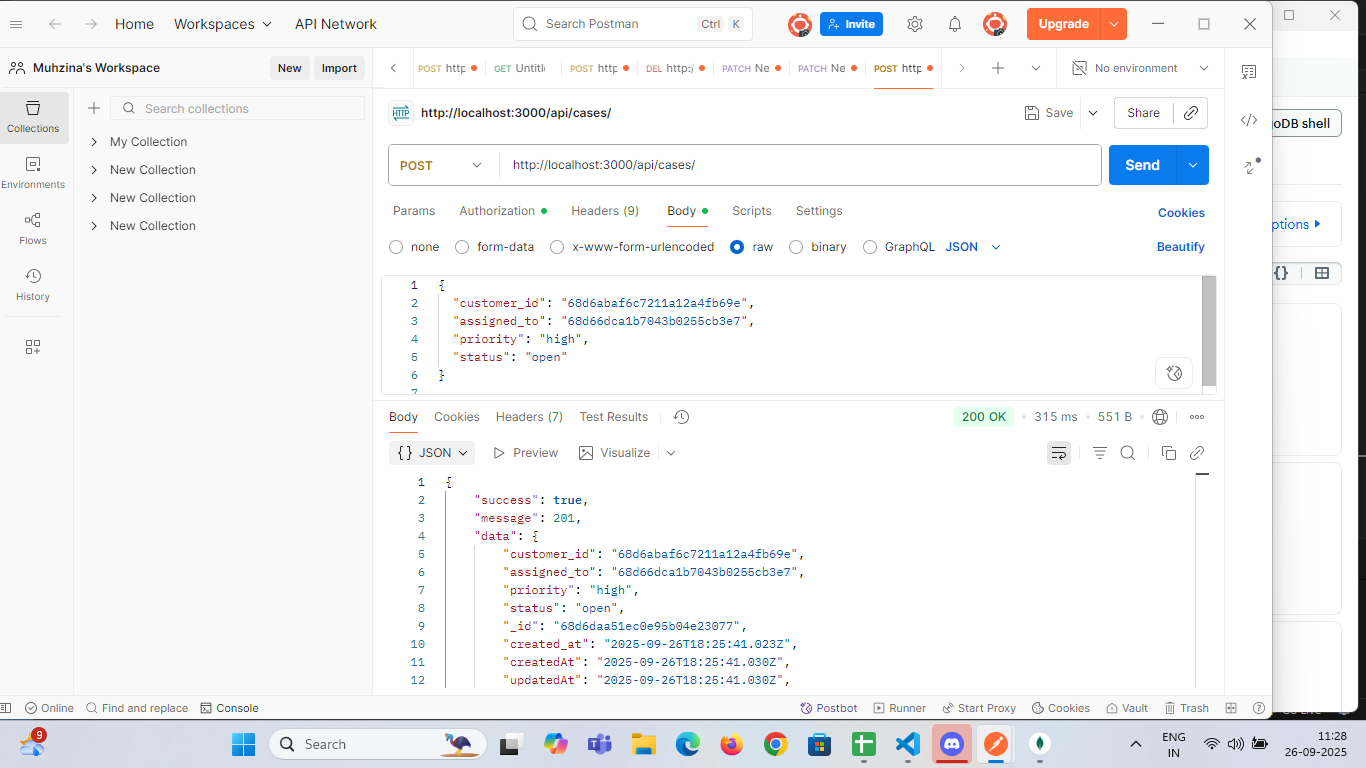 Home Workspaces API Network Search Postman Ctrl K Invite Upgrade
Muhzina's Workspace New Import
POST http GET Untitl POST http DEL http:/ PATCH Ne PATCH Ne POST http No environment
Collections
Environments
Flows
History
Search collections
My Collection
New Collection
New Collection
New Collection
HTTP http://localhost:3000/api/cases/ Save Share
POST http://localhost:3000/api/cases/ Send
Params Authorization Headers (9) Body Scripts Settings Cookies
none form-data x-www-form-urlencoded raw binary GraphQL JSON Beautify
1 {
2 "customer_id": "68d6abaf6c7211a12a4fb69e",
3 "assigned_to": "68d66dca1b7043b0255cb3e7",
4 "priority": "high",
5 "status": "open"
6 }
7
Body Cookies Headers (7) Test Results 200 OK 315 ms 551 B
{} JSON Preview Visualize
1 {
2 "success": true,
3 "message": 201,
4 "data": {
5 "customer_id": "68d6abaf6c7211a12a4fb69e",
6 "assigned_to": "68d66dca1b7043b0255cb3e7",
7 "priority": "high",
8 "status": "open",
9 "_id": "68d6daa51ec0e95b04e23077",
10 "created_at": "2025-09-26T18:25:41.023Z",
11 "createdAt": "2025-09-26T18:25:41.030Z",
12 "updatedAt": "2025-09-26T18:25:41.030Z",
oDB shell
ptions
{}
Online Find and replace Console Postbot Runner Start Proxy Cookies Vault Trash
9 Search ENG
IN 11:28
26-09-2025